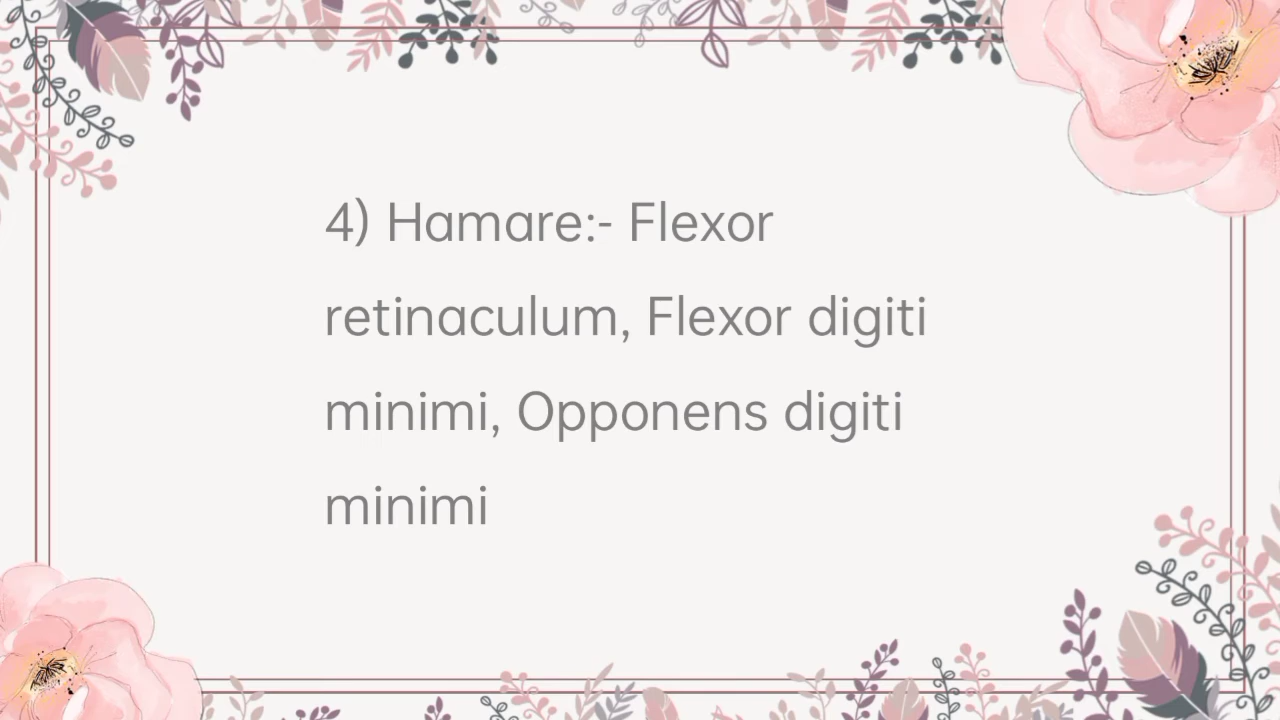 4) Hamare:- Flexor
retinaculum, Flexor digiti
minimi, Opponens digiti
minimi